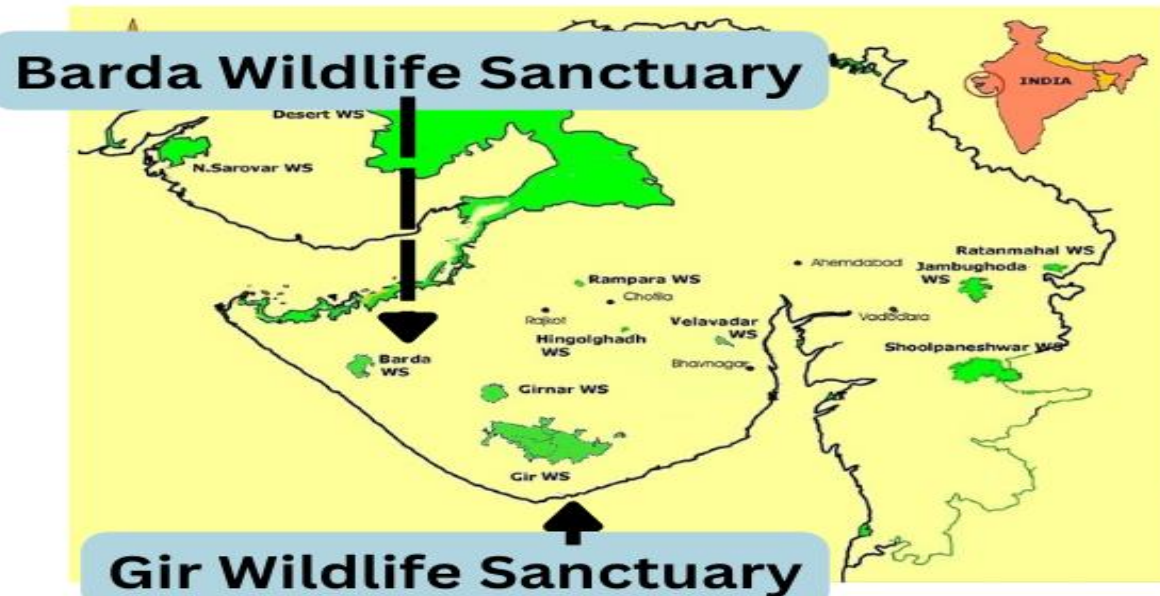 Barda Wildlife Sanctuary
INDIA
Desert WS
N.Sarovar WS
Ratanmahal WS
Ahemdabad
Jambughoda
WS
Rampara WS
Chotila
Rajkot
Velavadar
WS
Vadodara
Hingolghadh
WS
Shoolpaneshwar WS
Barda
WS
Bhavnagar
Girnar WS
Gir WS
Gir Wildlife Sanctuary